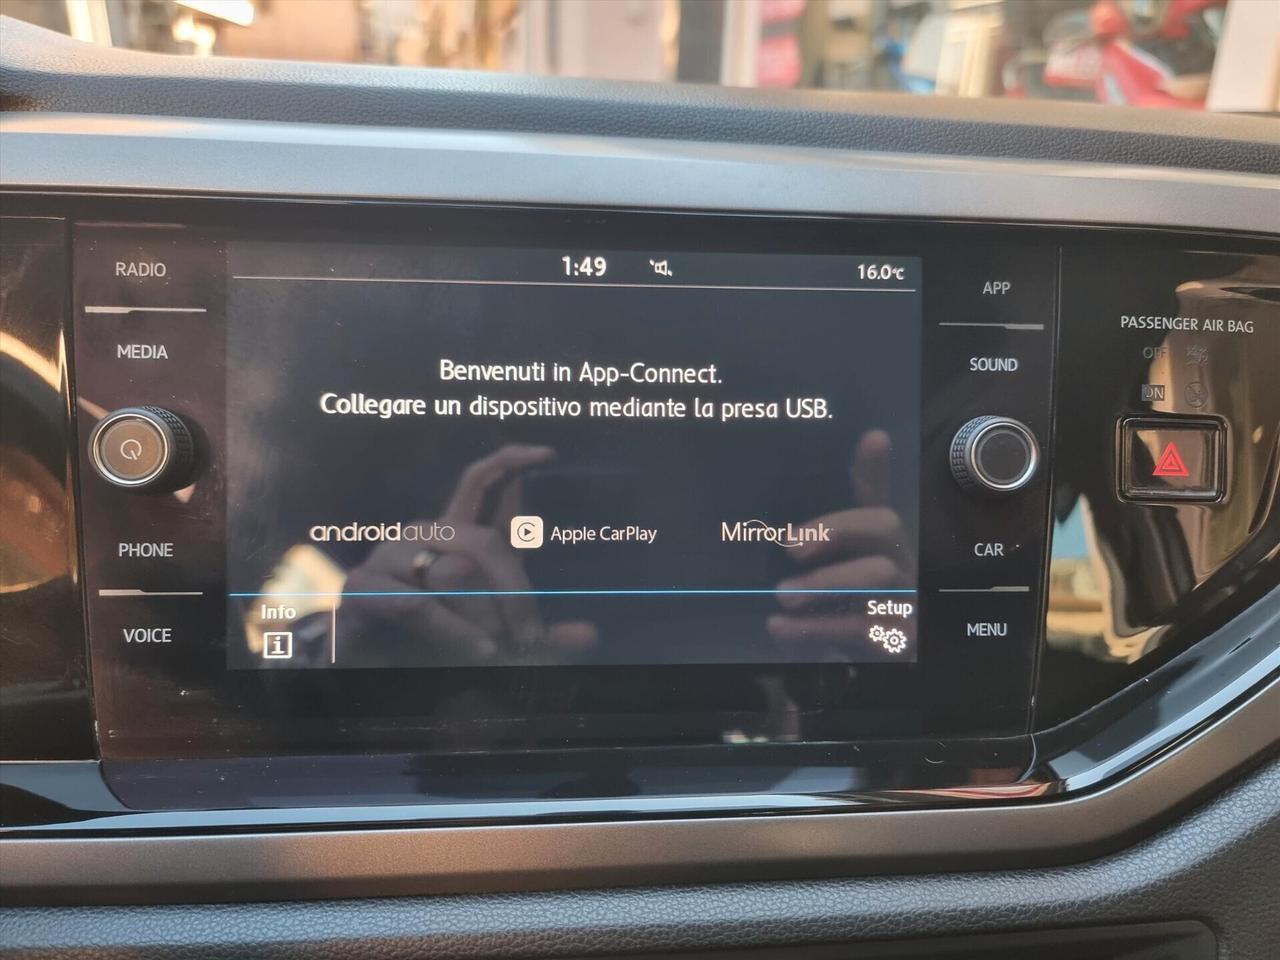 RADIO
MEDIA
PHONE
VOICE
1:49
16.0°C
Benvenuti in App-Connect.
Collegare un dispositivo mediante la presa USB.
androidauto
Apple CarPlay
MirrorLink
Info
i
Setup
APP
SOUND
CAR
MENU
PASSENGER AIR BAG
OFF
ON